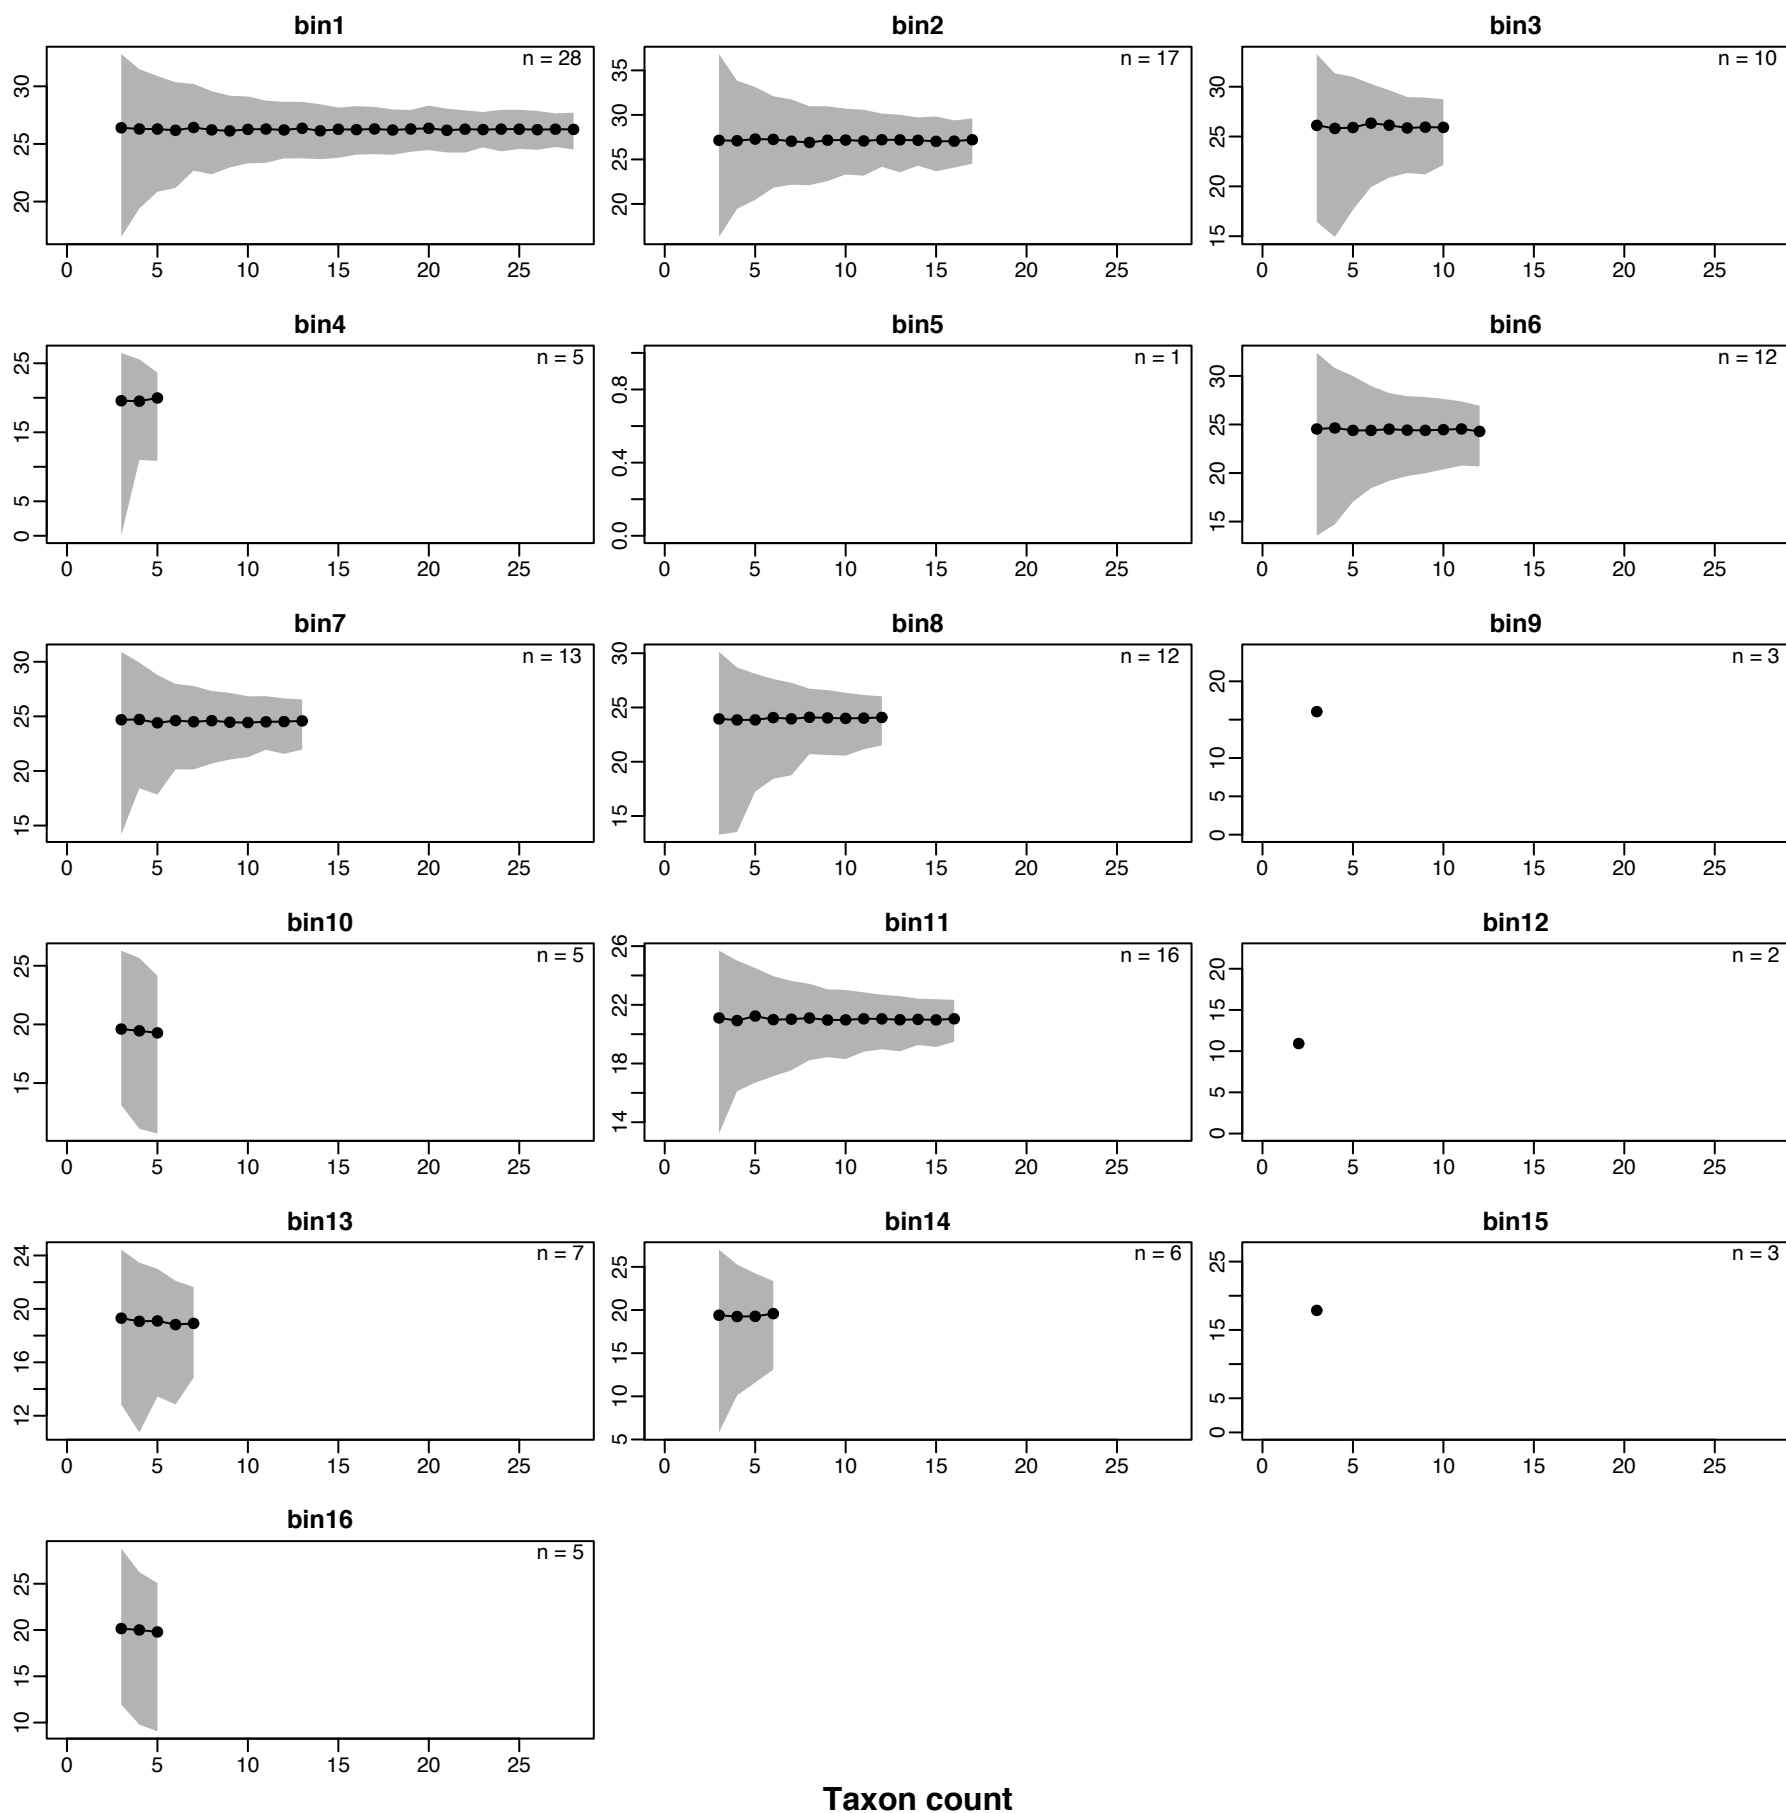 bin1
n = 28
20 25 30
0 5 10 15 20 25
bin2
n = 17
20 25 30 35
0 5 10 15 20 25
bin3
n = 10
15 20 25 30
0 5 10 15 20 25
bin4
n = 5
0 5 15 25
0 5 10 15 20 25
bin5
n = 1
0.0 0.4 0.8
0 5 10 15 20 25
bin6
n = 12
15 20 25 30
0 5 10 15 20 25
bin7
n = 13
15 20 25 30
0 5 10 15 20 25
bin8
n = 12
15 20 25 30
0 5 10 15 20 25
bin9
n = 3
0 5 10 20
0 5 10 15 20 25
bin10
n = 5
15 20 25
0 5 10 15 20 25
bin11
n = 16
14 18 22 26
0 5 10 15 20 25
bin12
n = 2
0 5 10 15 20
0 5 10 15 20 25
bin13
n = 7
12 16 20 24
0 5 10 15 20 25
bin14
n = 6
5 10 15 20 25
0 5 10 15 20 25
bin15
n = 3
0 5 15 25
0 5 10 15 20 25
bin16
n = 5
10 15 20 25
0 5 10 15 20 25
Taxon count